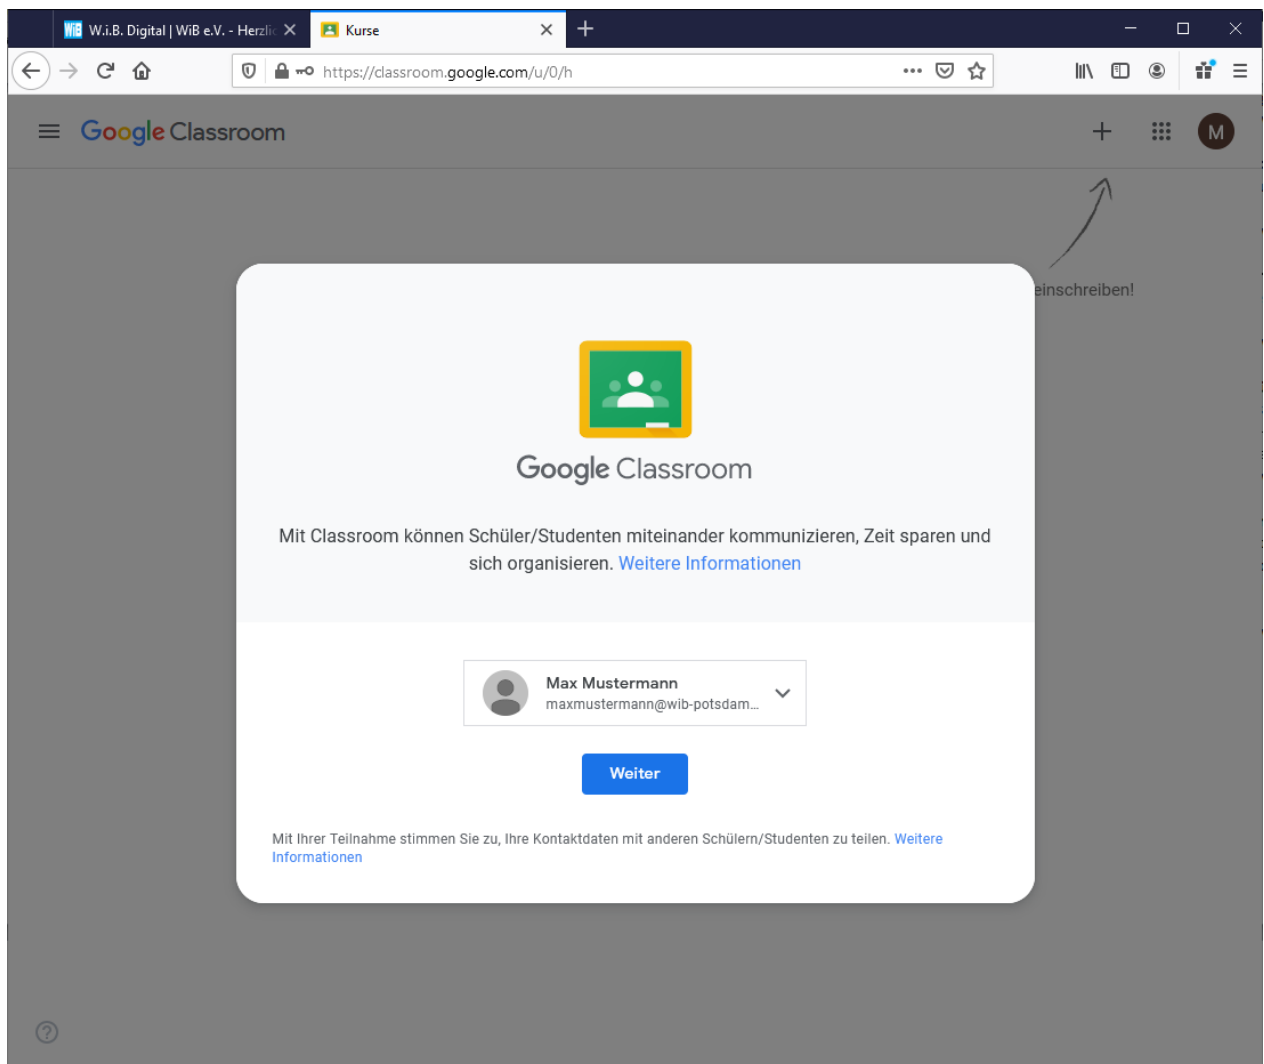 W.i.B. Digital | WiB e.V. - Herzli
Kurse
https://classroom.google.com/u/0/h
Google Classroom
M
einschreiben!
Google Classroom
Mit Classroom können Schüler/Studenten miteinander kommunizieren, Zeit sparen und
sich organisieren. Weitere Informationen
Max Mustermann
maxmustermann@wib-potsdam...
Weiter
Mit Ihrer Teilnahme stimmen Sie zu, Ihre Kontaktdaten mit anderen Schülern/Studenten zu teilen. Weitere
Informationen